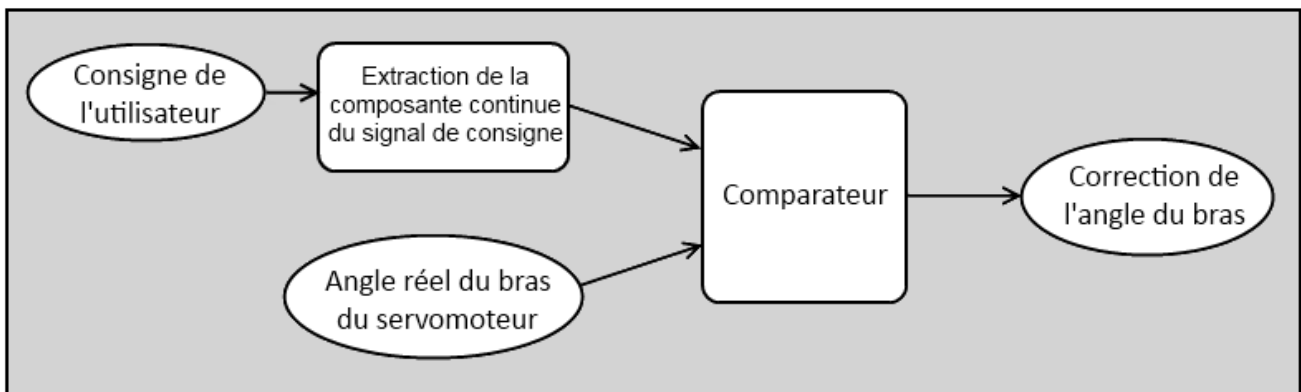 Consigne de
l'utilisateur
Extraction de la
composante continue
du signal de consigne
Comparateur
Correction de
l'angle du bras
Angle réel du bras
du servomoteur